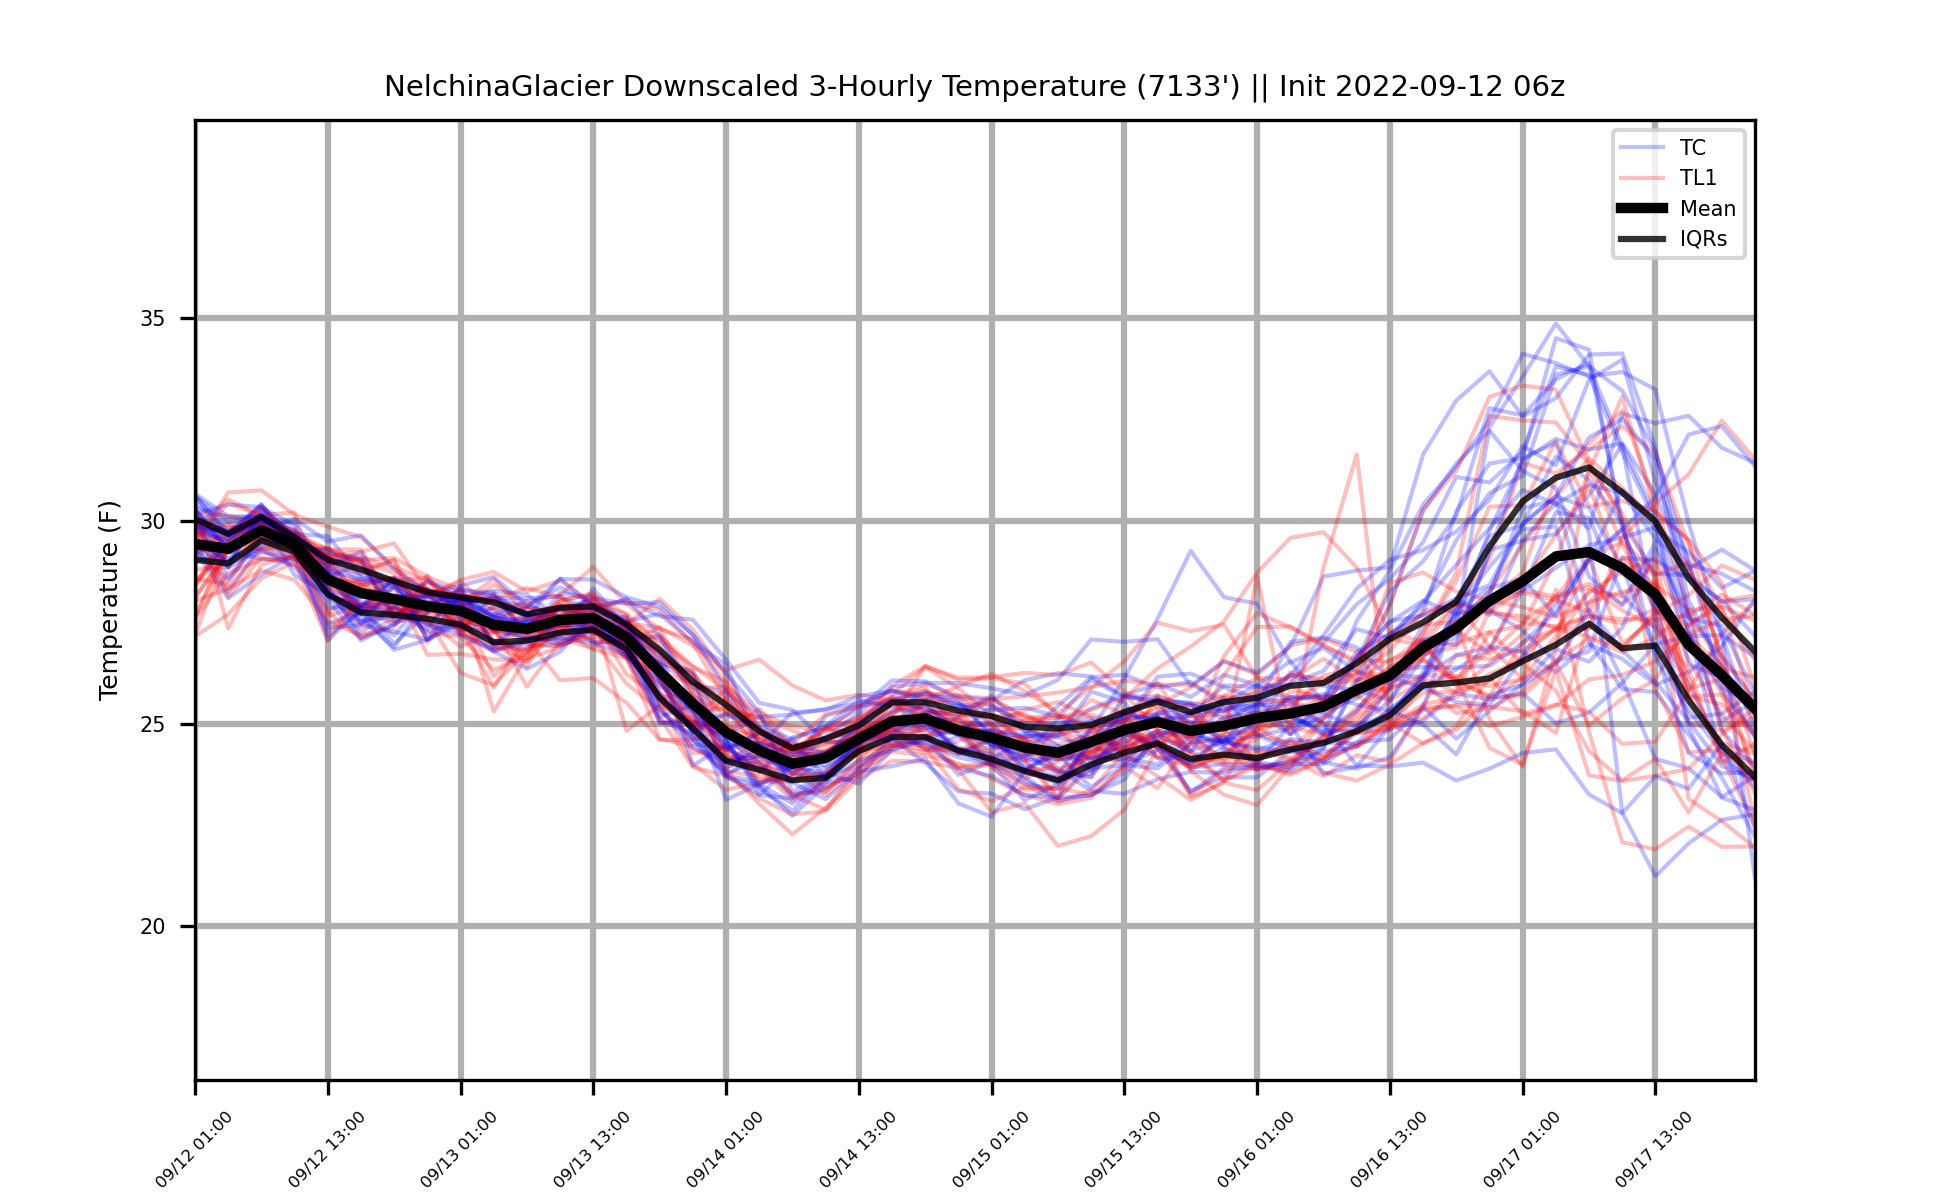 NelchinaGlacier Downscaled 3-Hourly Temperature (7133') || Init 2022-09-12 06z
TC
TL1
Mean
IQRs
Temperature (F)
35
30
25
20
09/12 01:00
09/12 13:00
09/13 01:00
09/13 13:00
09/14 01:00
09/14 13:00
09/15 01:00
09/15 13:00
09/16 01:00
09/16 13:00
09/17 01:00
09/17 13:00